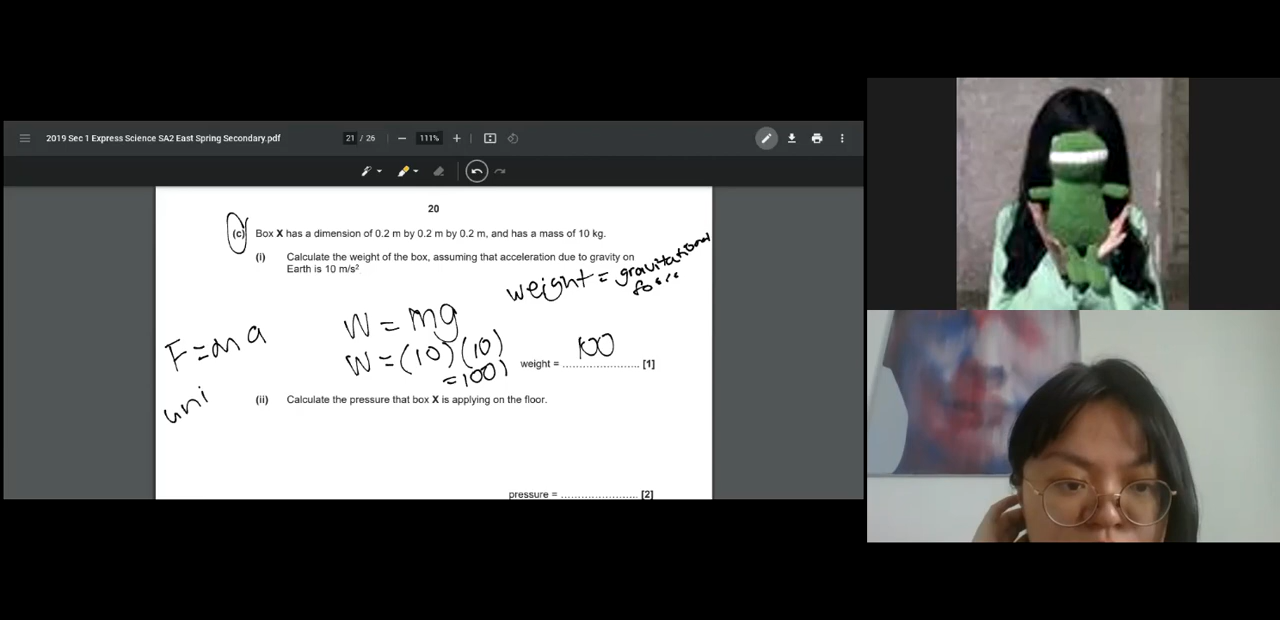 2019 Sec 1 Express Science SA2 East Spring Secondary.pdf
21 / 26
111%
20
(c) Box X has a dimension of 0.2 m by 0.2 m by 0.2 m, and has a mass of 10 kg.
(i) Calculate the weight of the box, assuming that acceleration due to gravity on
Earth is 10 m/s²
weight = gravitational
W = mg
F = ma
W = (10)(10)
= 100
100
weight = ........................ [1]
uni
(ii) Calculate the pressure that box X is applying on the floor.
pressure = ........................ [2]